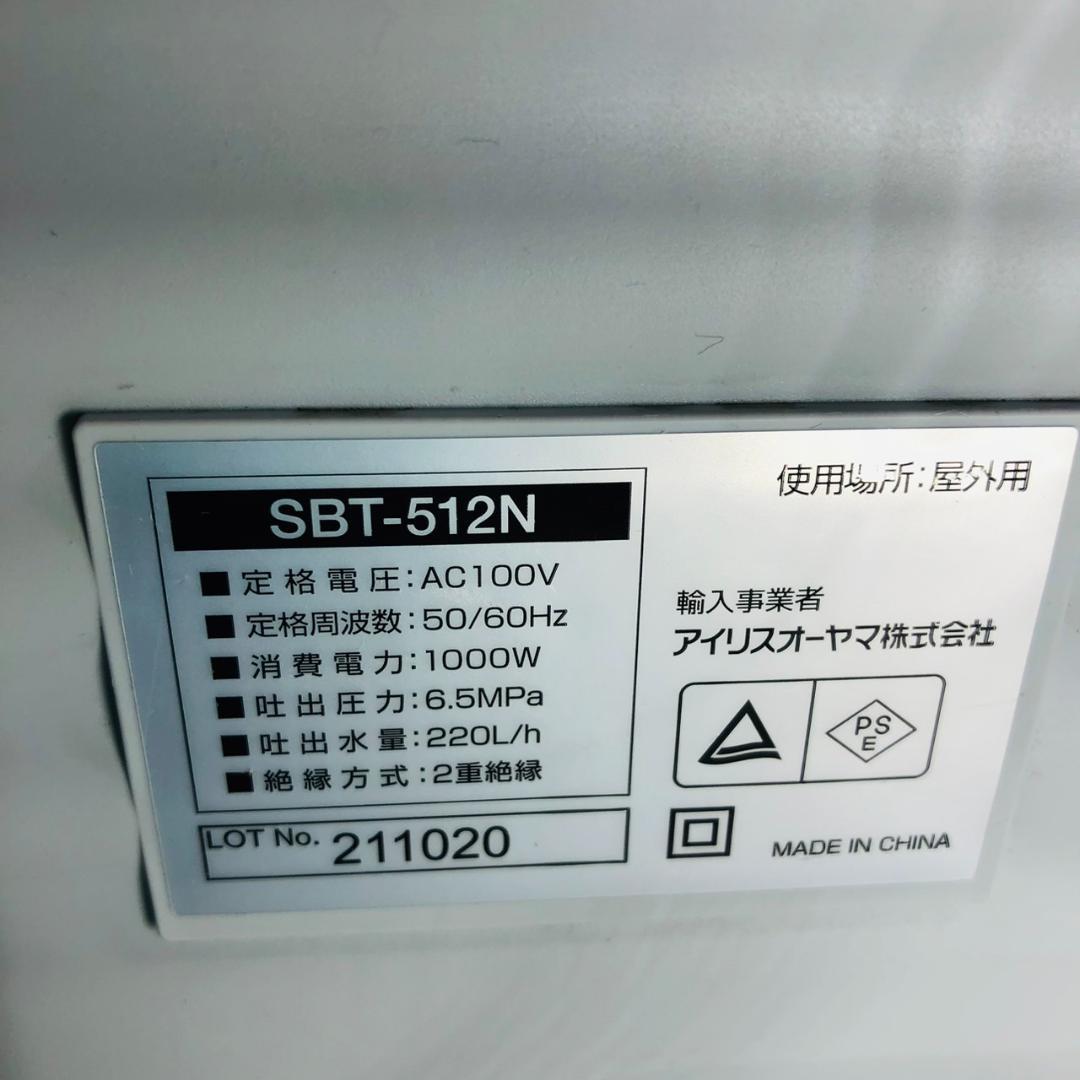 SBT-512N
■定格電圧:AC100V
■定格周波数:50/60Hz
■消費電力:1000W
■吐出圧力:6.5MPa
■吐出水量:220L/h
■絶縁方式:2重絶縁
LOT No. 211020
使用場所:屋外用
輸入事業者
アイリスオーヤマ株式会社
PS
E
MADE IN CHINA